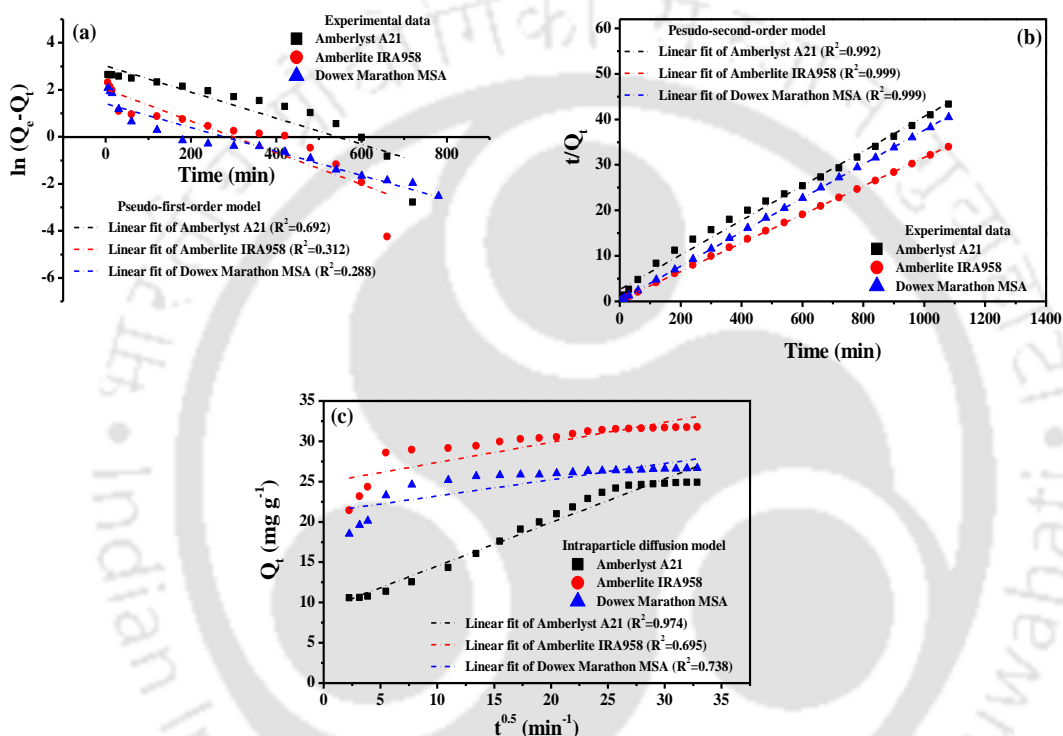 (a)
Experimental data
Amberlyst A21
Amberlite IRA958
Dowex Marathon MSA
ln (Qe-Qt)
4
2
0
-2
-4
-6
0
200
400
600
800
Time (min)
Pseudo-first-order model
Linear fit of Amberlyst A21 (R²=0.692)
Linear fit of Amberlite IRA958 (R²=0.312)
Linear fit of Dowex Marathon MSA (R²=0.288)
(b)
Pesudo-second-order model
Linear fit of Amberlyst A21 (R²=0.992)
Linear fit of Amberlite IRA958 (R²=0.999)
Linear fit of Dowex Marathon MSA (R²=0.999)
t/Qt
60
50
40
30
20
10
0
Experimental data
Amberlyst A21
Amberlite IRA958
Dowex Marathon MSA
0 200 400 600 800 1000 1200 1400
Time (min)
(c)
Qt (mg g-1)
35
30
25
20
15
10
5
0
Intraparticle diffusion model
Amberlyst A21
Amberlite IRA958
Dowex Marathon MSA
Linear fit of Amberlyst A21 (R²=0.974)
Linear fit of Amberlite IRA958 (R²=0.695)
Linear fit of Dowex Marathon MSA (R²=0.738)
0 5 10 15 20 25 30 35
t0.5 (min-1)
Indian In
wahati